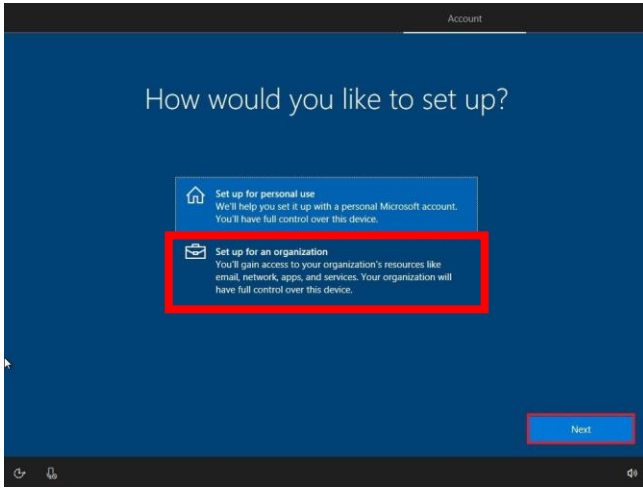 Account
How would you like to set up?
Set up for personal use
We'll help you set it up with a personal Microsoft account.
You'll have full control over this device.
Set up for an organization
You'll gain access to your organization's resources like
email, network, apps, and services. Your organization will
have full control over this device.
Next